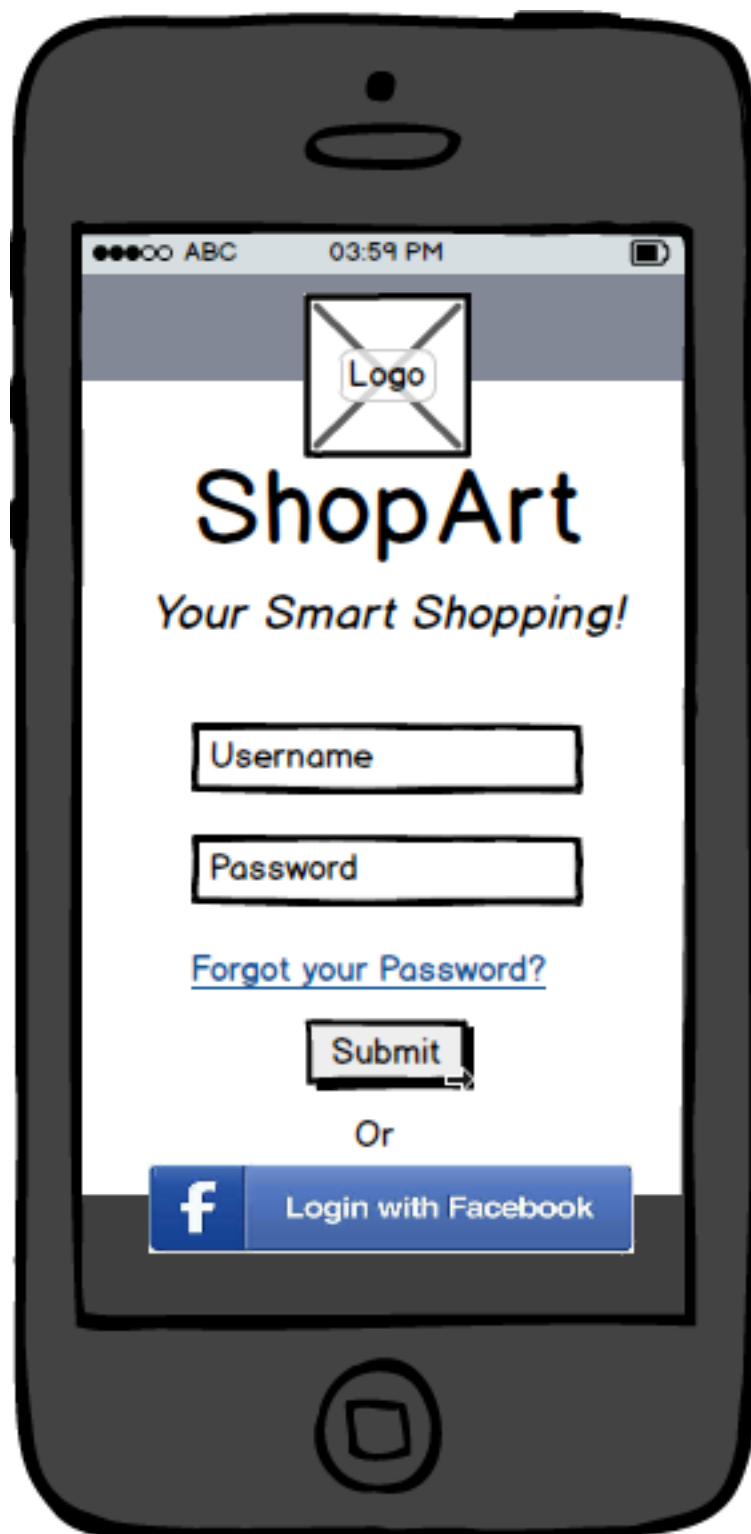 ABC 03:59 PM
Logo
ShopArt
Your Smart Shopping!
Username
Password
Forgot your Password?
Submit
Or
f Login with Facebook